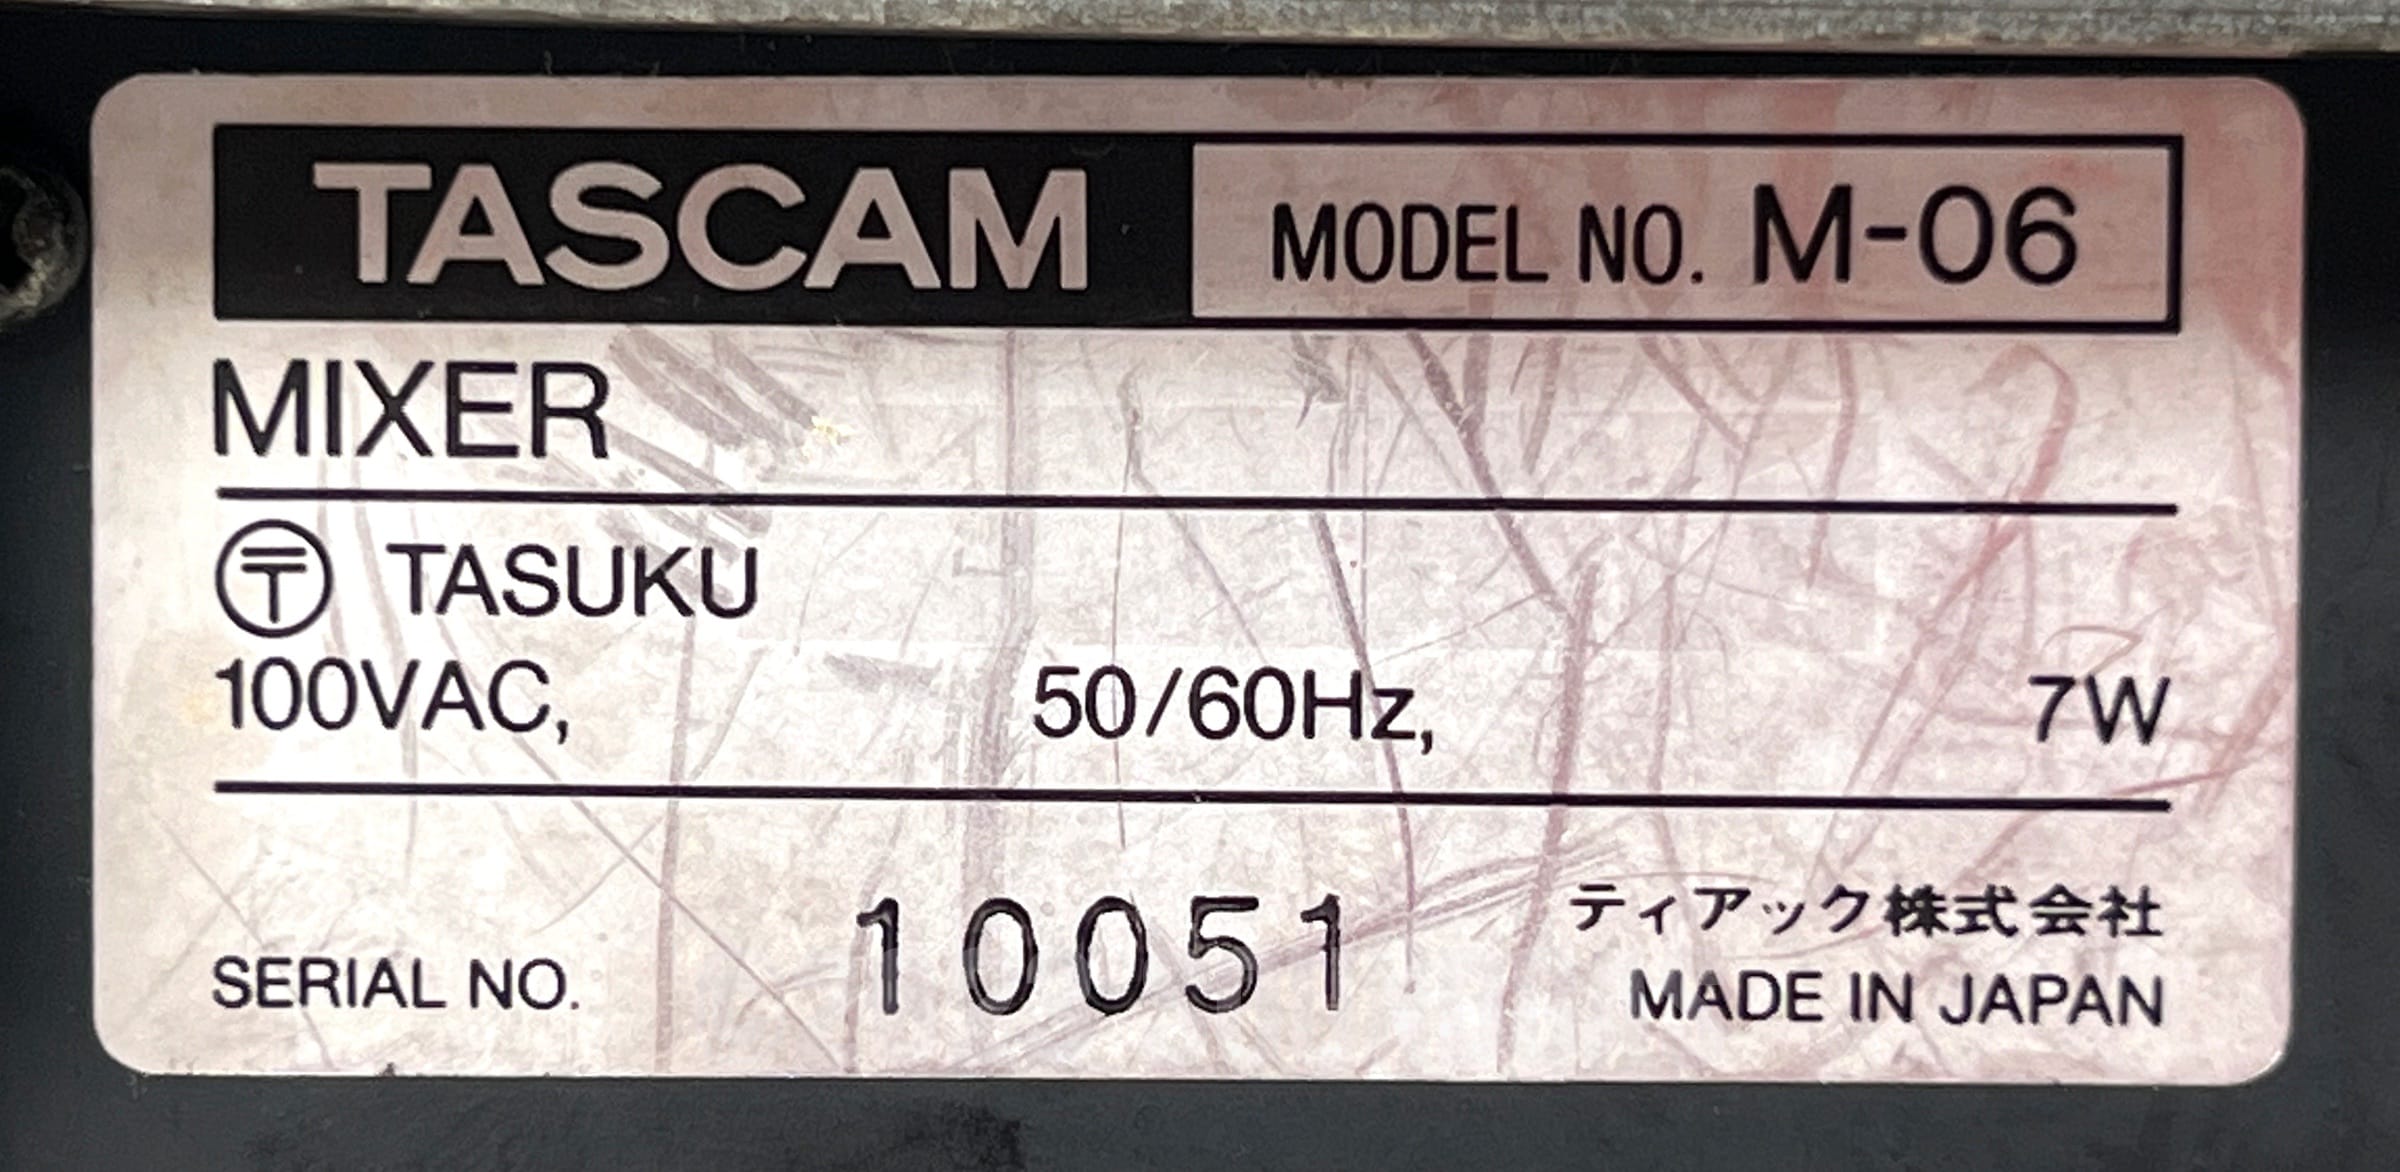 TASCAM MODEL NO. M-06
MIXER
〶 TASUKU
100VAC, 50/60Hz, 7W
SERIAL NO. 10051
ティアック株式会社
MADE IN JAPAN